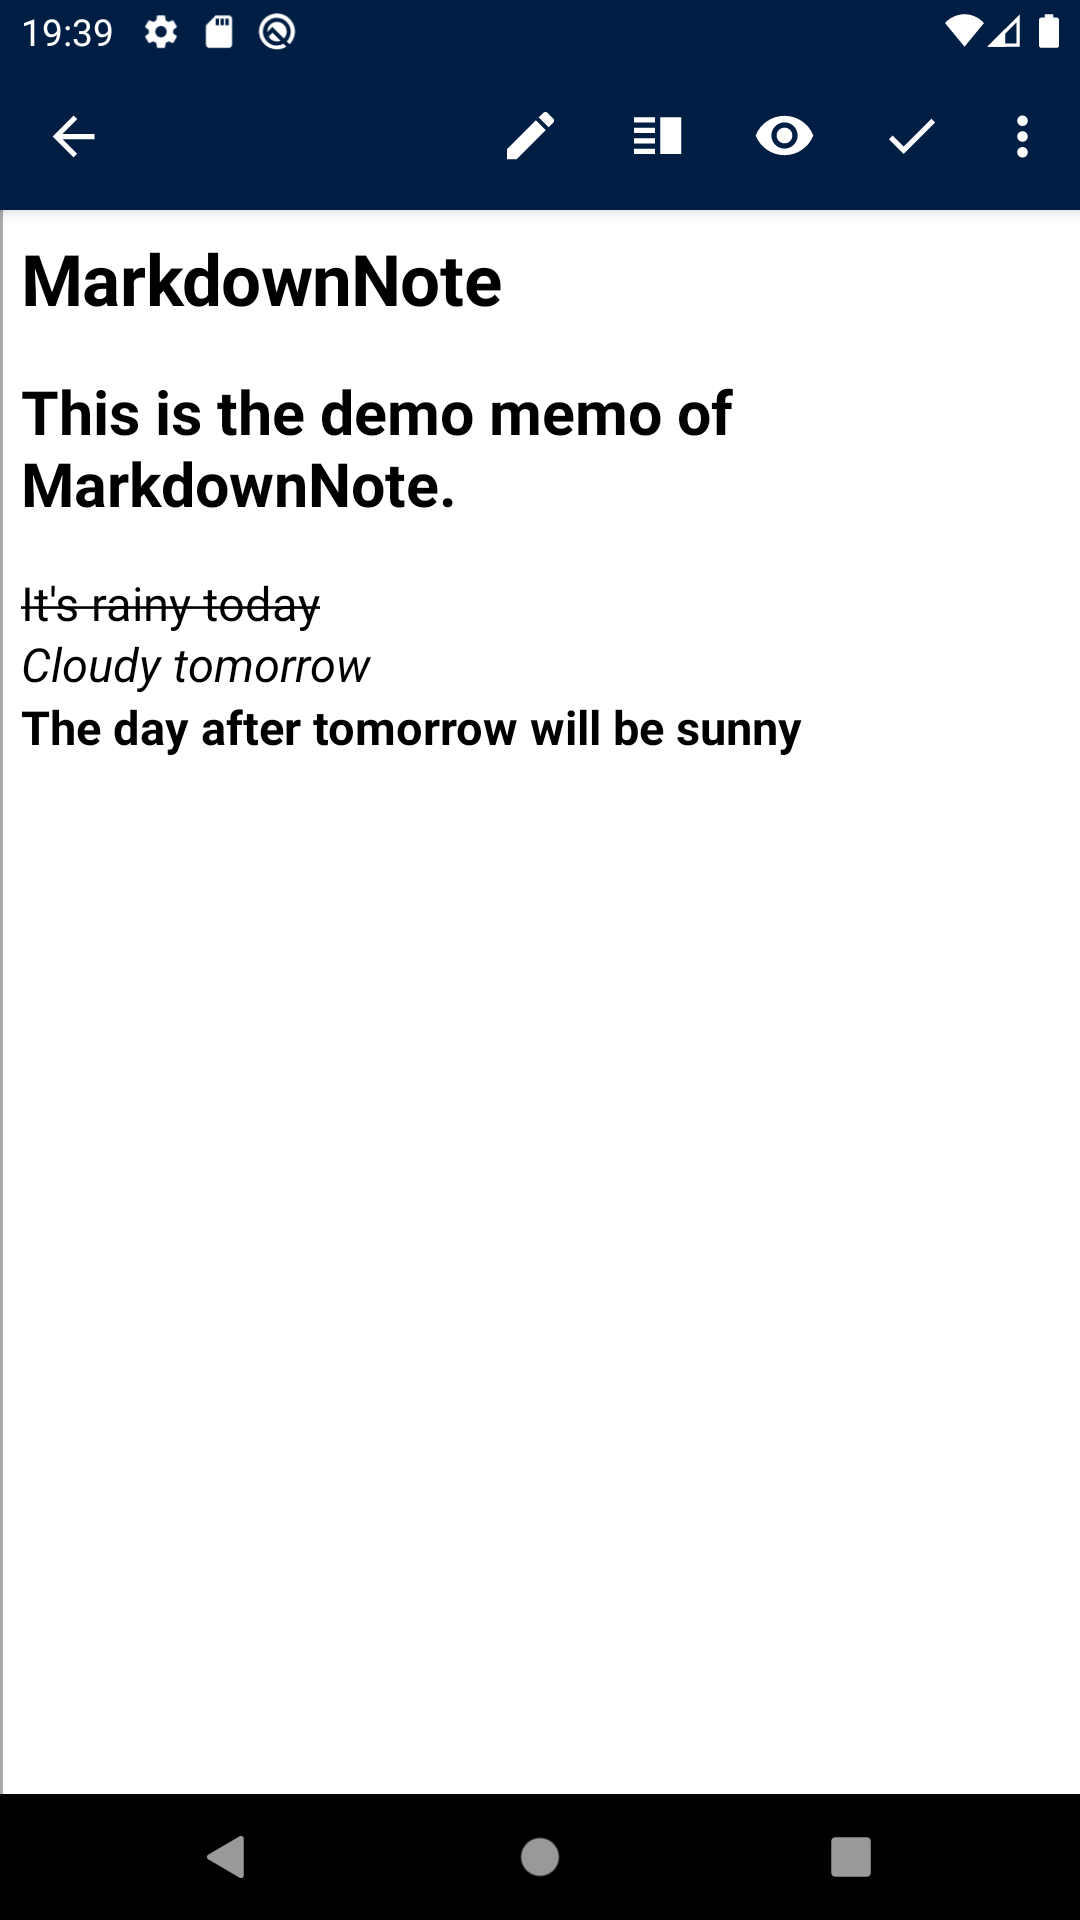 19:39
MarkdownNote
This is the demo memo of
MarkdownNote.
It's rainy today
Cloudy tomorrow
The day after tomorrow will be sunny